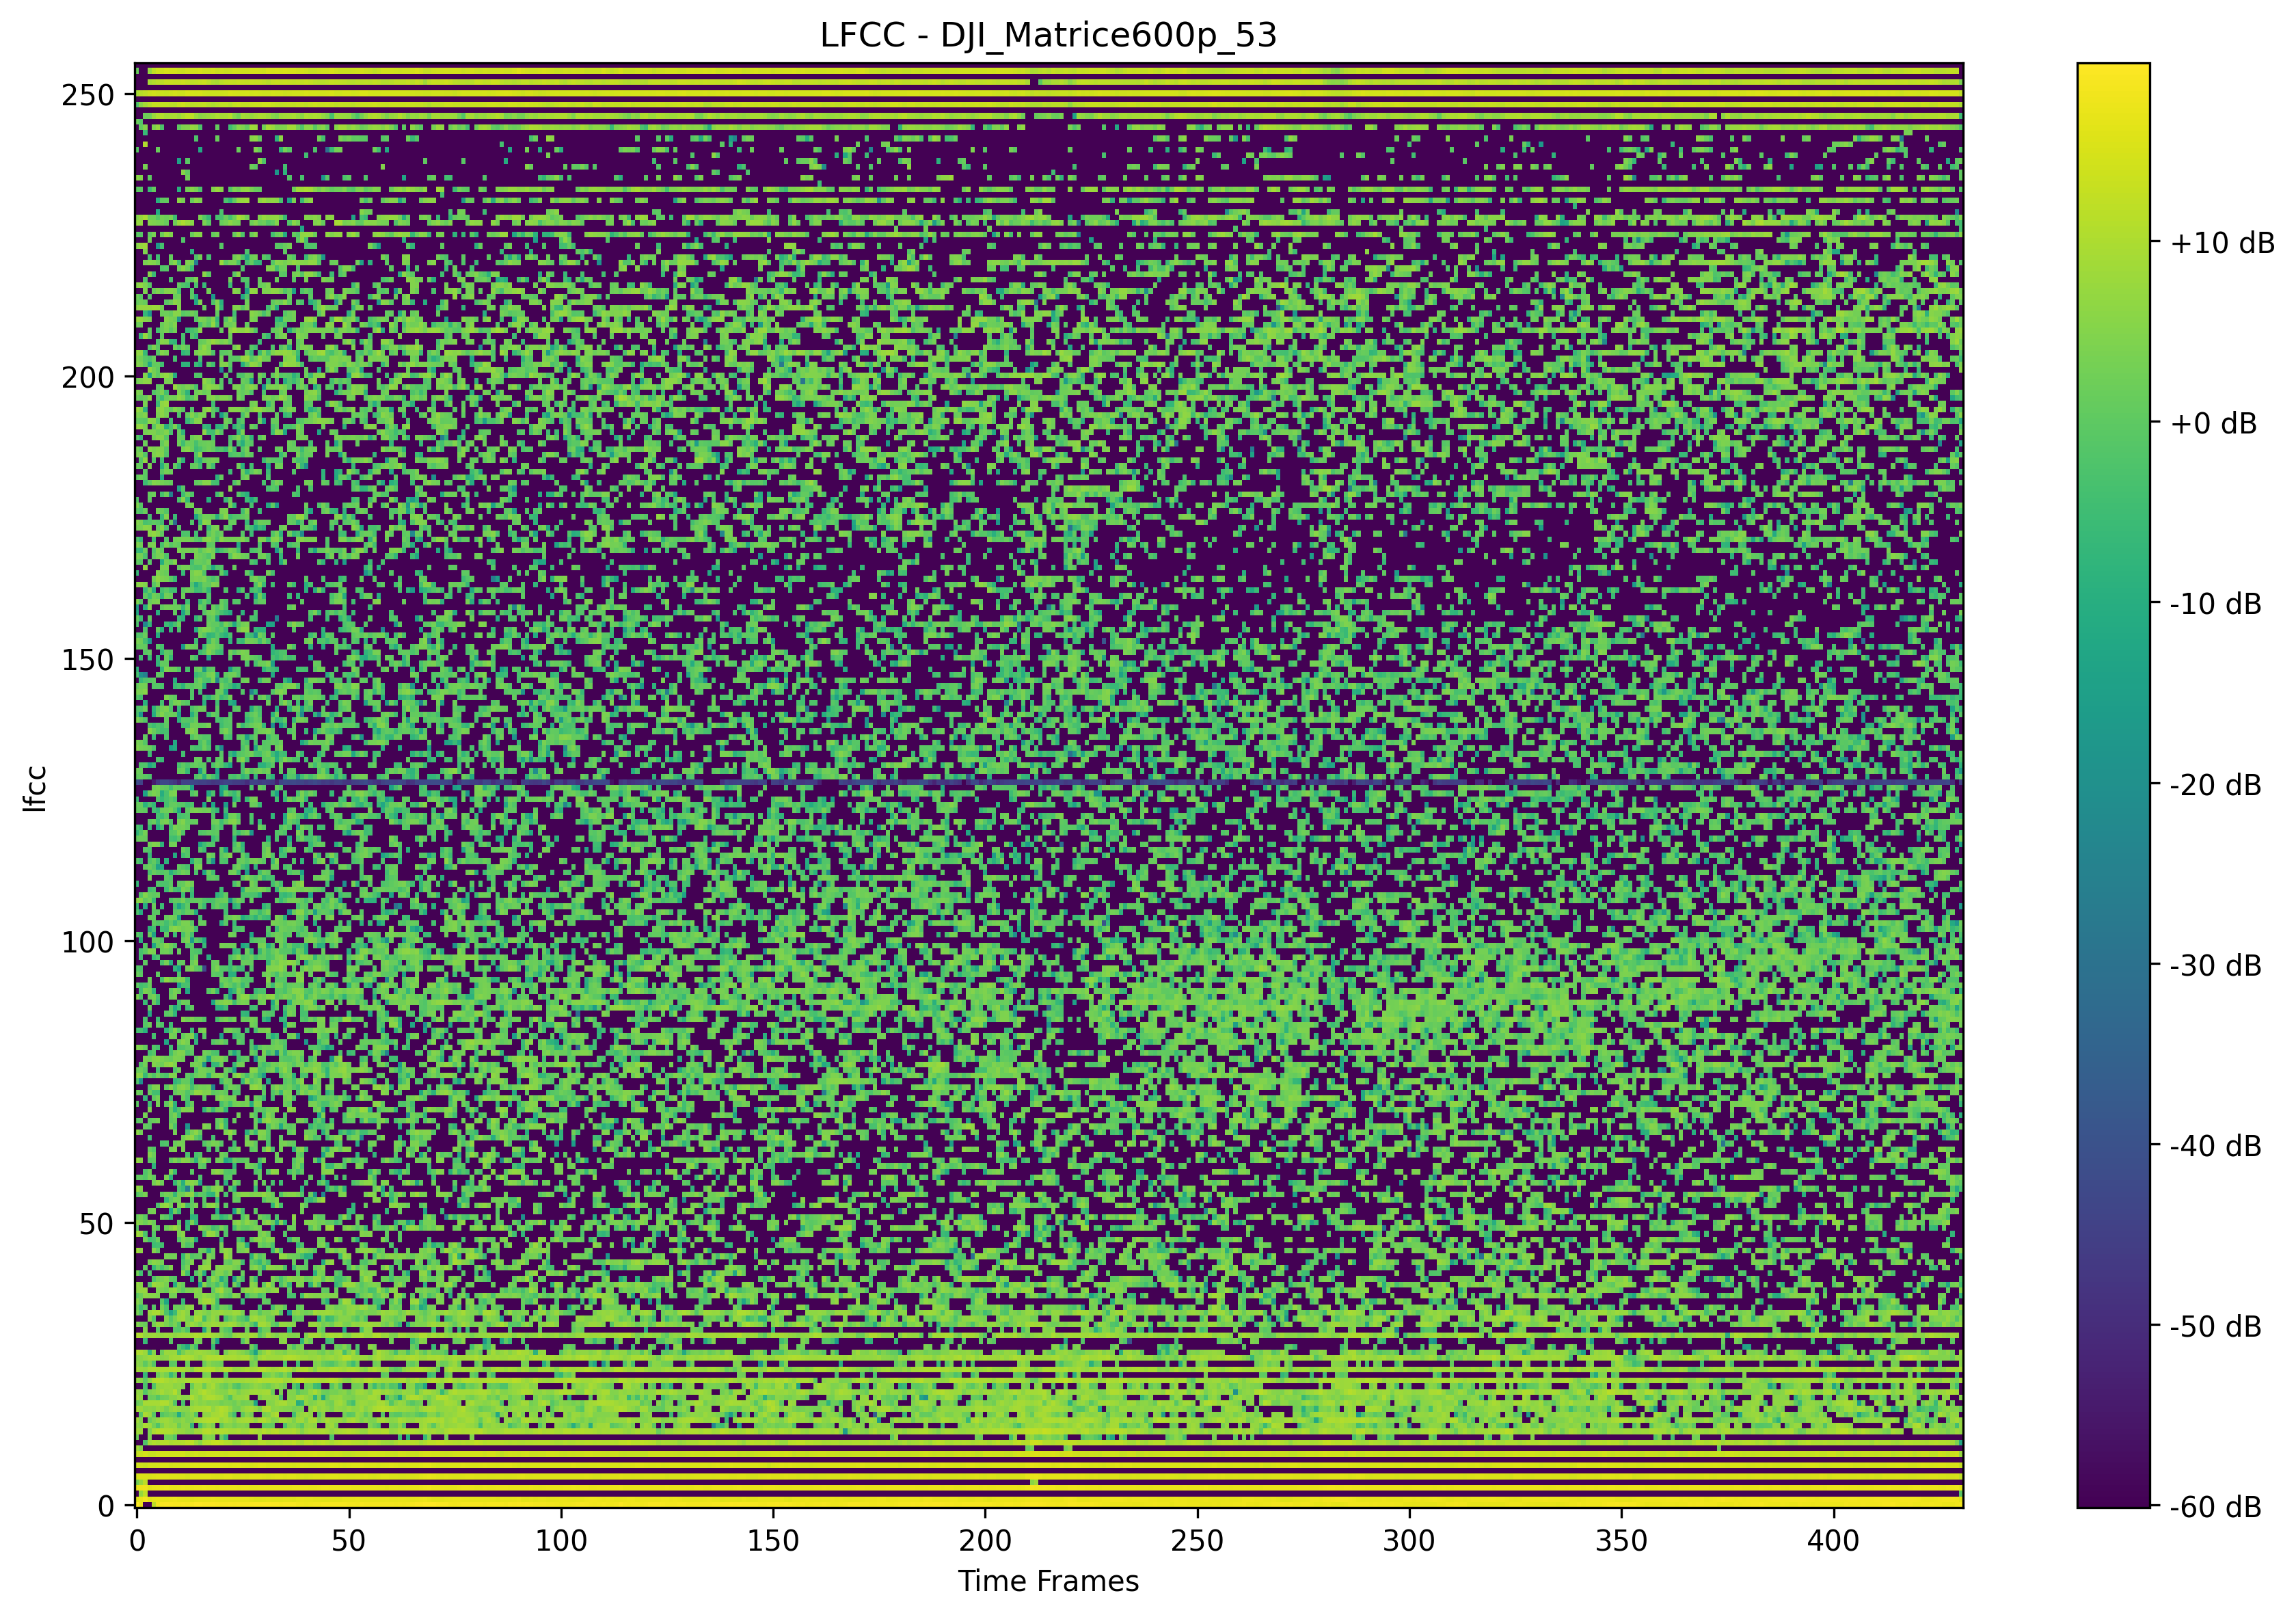 LFCC - DJI_Matrice600p_53
250
200
150
100
50
0
lfcc
0 50 100 150 200 250 300 350 400
Time Frames
+10 dB
+0 dB
-10 dB
-20 dB
-30 dB
-40 dB
-50 dB
-60 dB